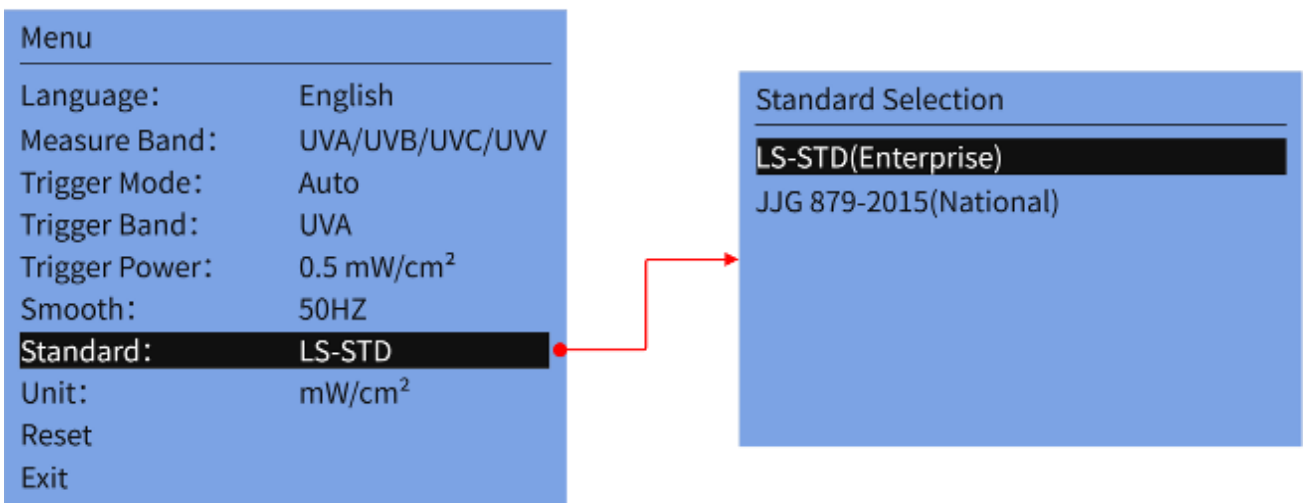 Menu
Language： English
Measure Band： UVA/UVB/UVC/UVV
Trigger Mode： Auto
Trigger Band： UVA
Trigger Power： 0.5 mW/cm²
Smooth： 50HZ
Standard： LS-STD
Unit： mW/cm²
Reset
Exit
Standard Selection
LS-STD(Enterprise)
JJG 879-2015(National)